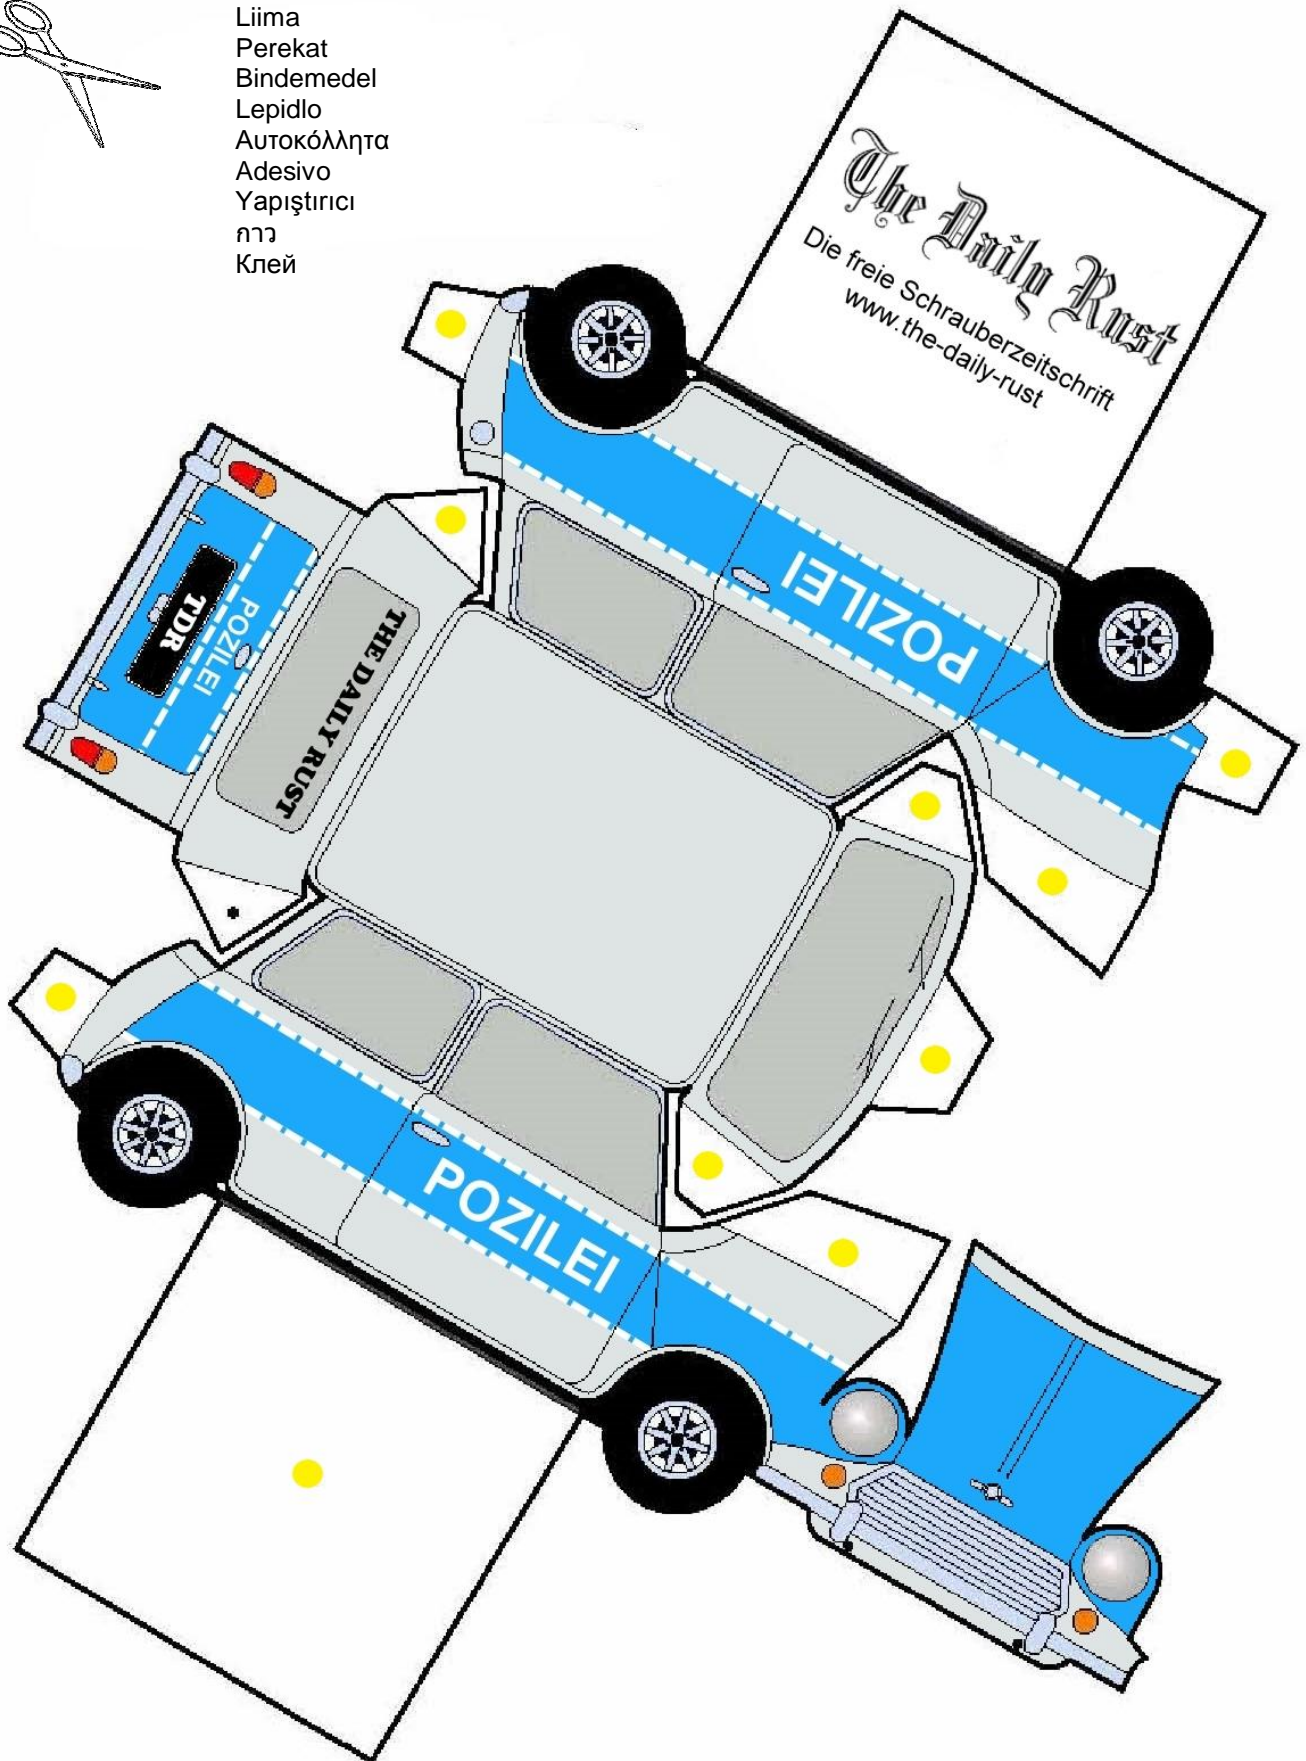 Liima
Perekat
Bindemedel
Lepidlo
Αυτοκόλλητα
Adesivo
Yapıştırıcı
กาว
Клей
The Daily Rust
Die freie Schrauberzeitschrift
www.the-daily-rust
POZILEI
TDR
POZILEI
THE DAILY RUST
POZILEI